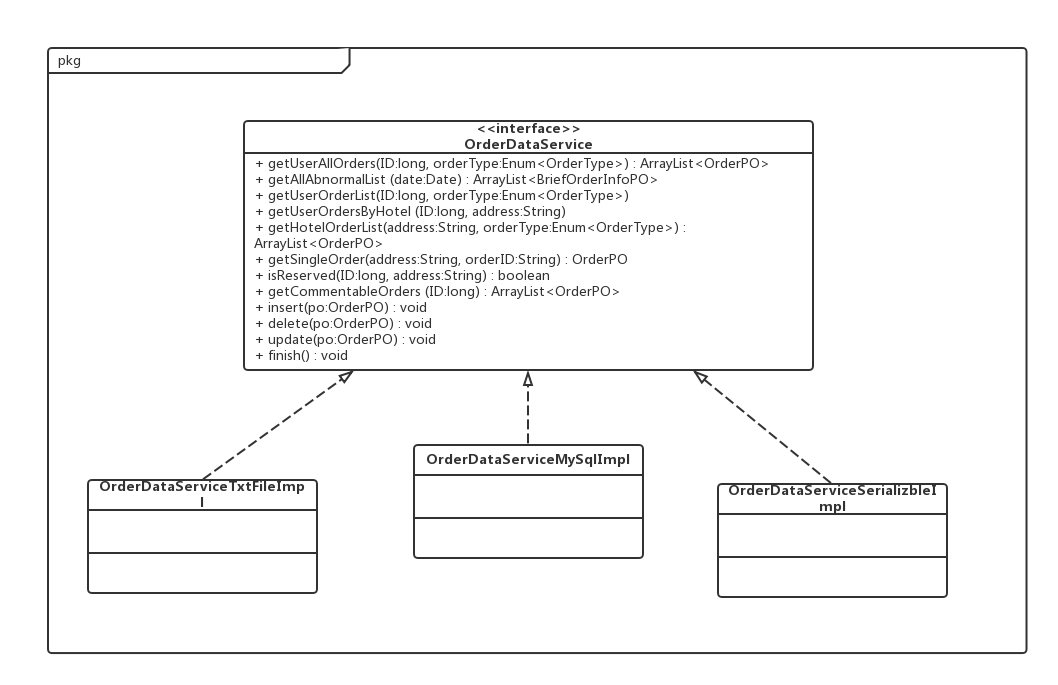 pkg
<<interface>>
OrderDataService
+ getUserAllOrders(ID:long, orderType:Enum<OrderType>) : ArrayList<OrderPO>
+ getAllAbnormalList (date:Date) : ArrayList<BriefOrderInfoPO>
+ getUserOrderList(ID:long, orderType:Enum<OrderType>)
+ getUserOrdersByHotel (ID:long, address:String)
+ getHotelOrderList(address:String, orderType:Enum<OrderType>) :
ArrayList<OrderPO>
+ getSingleOrder(address:String, orderID:String) : OrderPO
+ isReserved(ID:long, address:String) : boolean
+ getCommentableOrders (ID:long) : ArrayList<OrderPO>
+ insert(po:OrderPO) : void
+ delete(po:OrderPO) : void
+ update(po:OrderPO) : void
+ finish() : void
OrderDataServiceTxtFileImp
l
OrderDataServiceMySqlImpl
OrderDataServiceSerializbleI
mpl